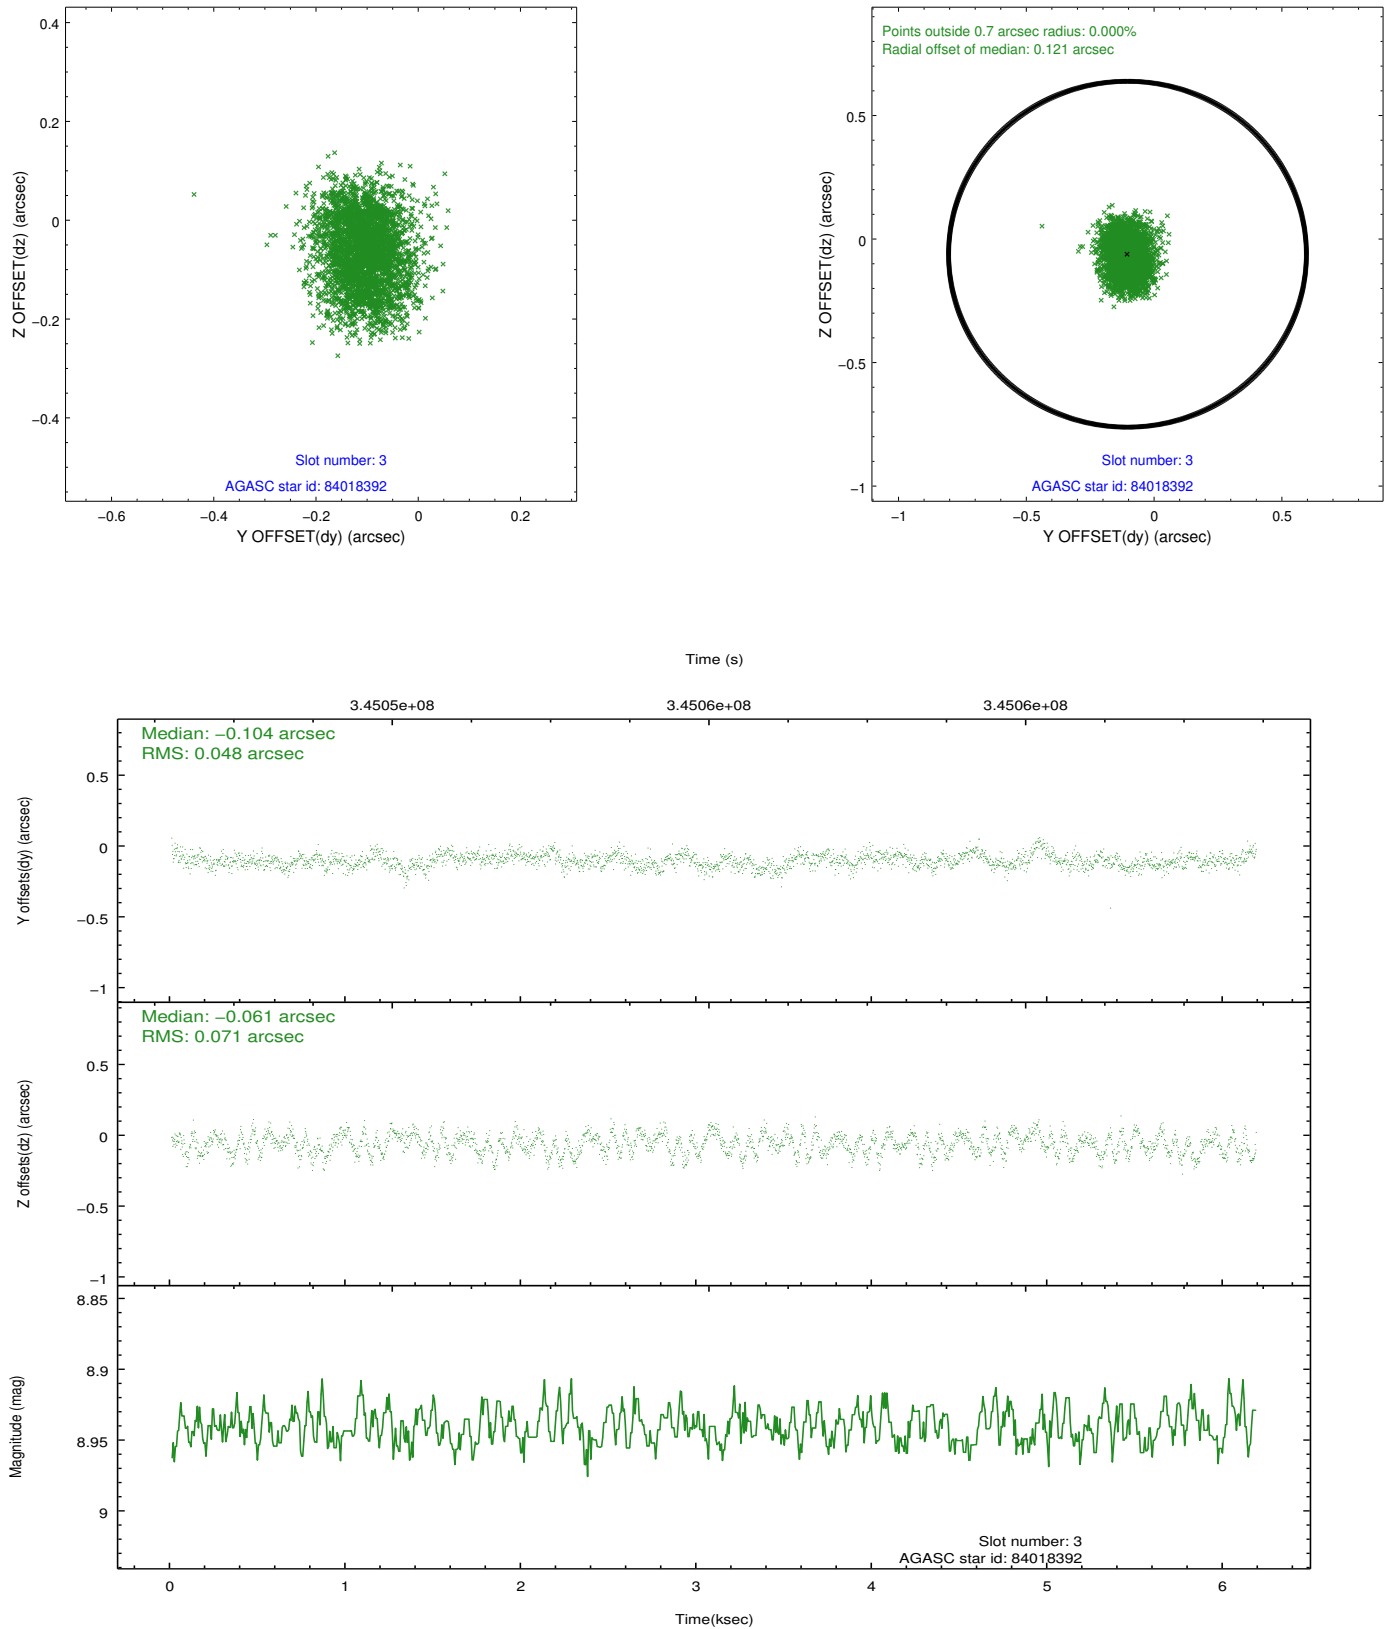 0.4
0.2
0
−0.2
−0.4
Z OFFSET(dz) (arcsec)
Slot number: 3
AGASC star id: 84018392
−0.6
−0.4
−0.2
0
0.2
Y OFFSET(dy) (arcsec)
Points outside 0.7 arcsec radius: 0.000%
Radial offset of median: 0.121 arcsec
0.5
0
−0.5
−1
Z OFFSET(dz) (arcsec)
Slot number: 3
AGASC star id: 84018392
−1
−0.5
0
0.5
Y OFFSET(dy) (arcsec)
Time (s)
3.4505e+08
3.4506e+08
3.4506e+08
Median: −0.104 arcsec
RMS: 0.048 arcsec
0.5
0
−0.5
−1
Y offsets(dy) (arcsec)
Median: −0.061 arcsec
RMS: 0.071 arcsec
0.5
0
−0.5
−1
Z offsets(dz) (arcsec)
8.85
8.9
8.95
9
Magnitude (mag)
Slot number: 3
AGASC star id: 84018392
0
1
2
3
4
5
6
Time(ksec)